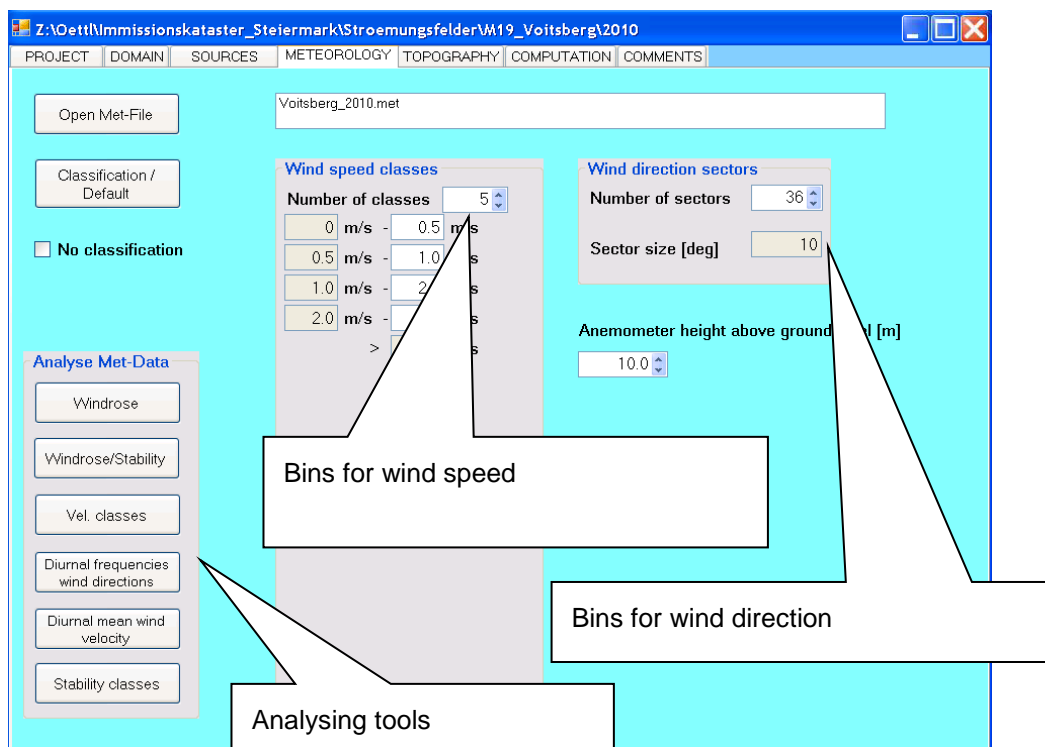 Z:\Oettl\Immissionskataster_Steiermark\Stroemungsfelder\M19_Voitsberg\2010
PROJECT DOMAIN SOURCES METEOROLOGY TOPOGRAPHY COMPUTATION COMMENTS
Open Met-File
Voitsberg_2010.met
Classification /
Default
No classification
Wind speed classes
Number of classes 5
0 m/s - 0.5 m/s
0.5 m/s - 1.0
1.0 m/s - 2
2.0 m/s -
>
Wind direction sectors
Number of sectors 36
Sector size [deg] 10
Anemometer height above ground [m]
10.0
Analyse Met-Data
Windrose
Windrose/Stability
Vel. classes
Diurnal frequencies
wind directions
Diurnal mean wind
velocity
Stability classes
Bins for wind speed
Bins for wind direction
Analysing tools